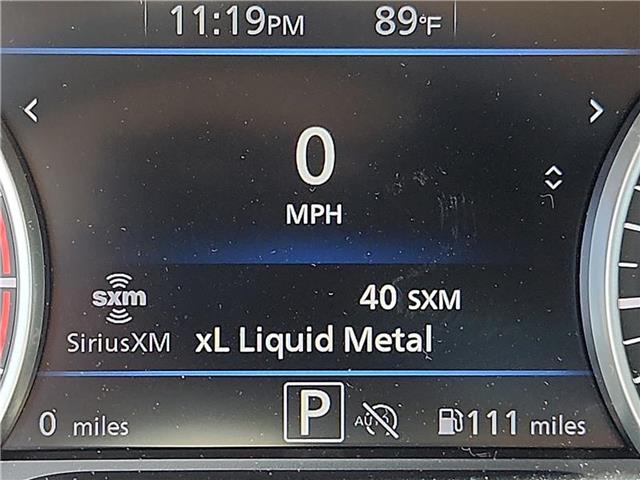 11:19PM 89°F
0
MPH
sxm 40 SXM
SiriusXM xL Liquid Metal
0 miles P AUTO 111 miles